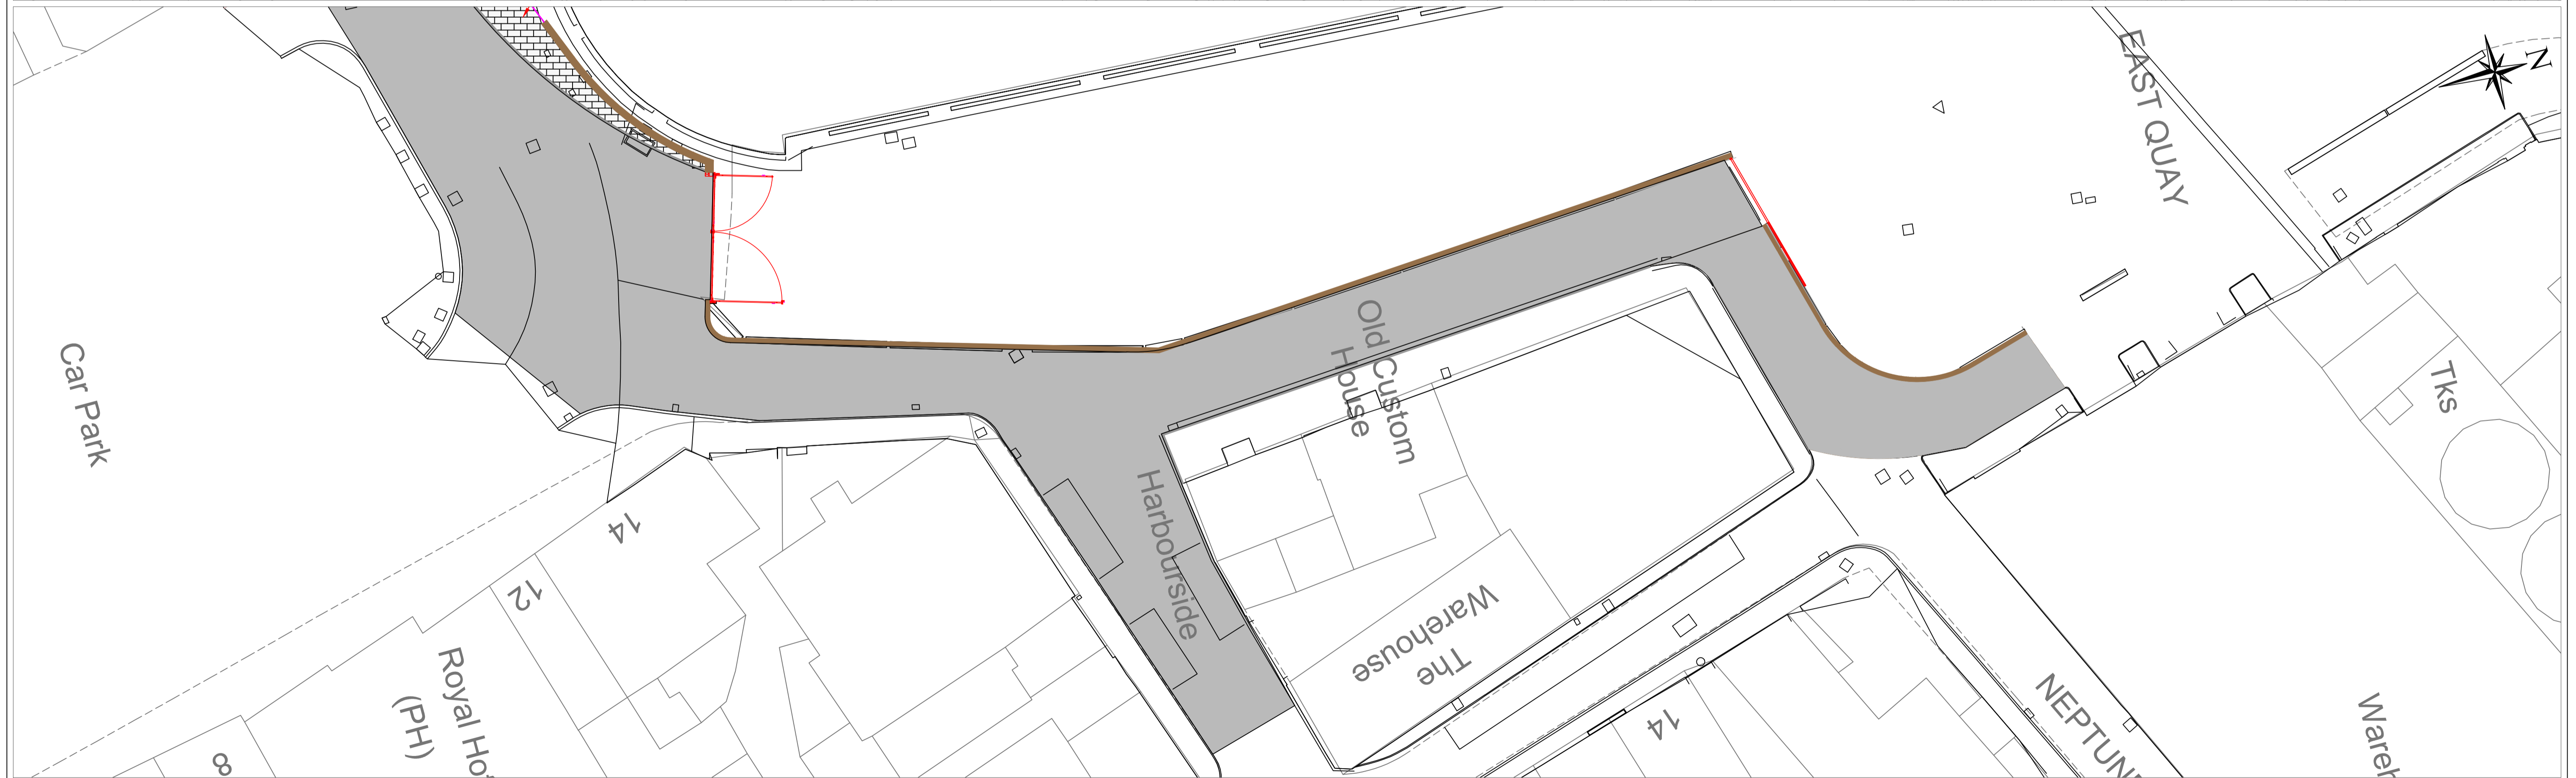 EAST QUAY
N
Old Custom
House
Car Park
Tks
Harbourside
14
12
The
Warehouse
Royal Ho
(PH)
8
14
NEPTUN
Wareh